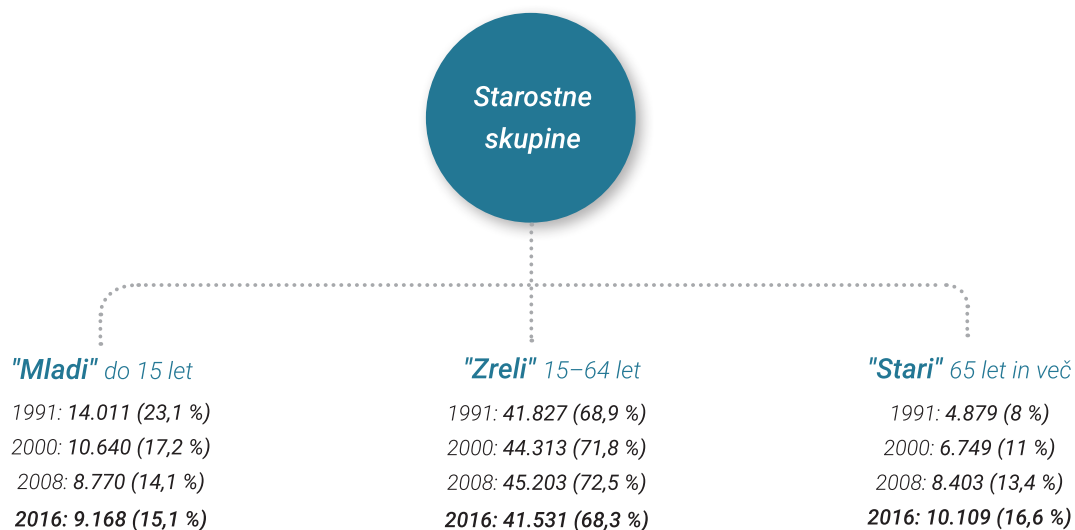 Starostne
skupine
"Mladi" do 15 let
1991: 14.011 (23,1 %)
2000: 10.640 (17,2 %)
2008: 8.770 (14,1 %)
2016: 9.168 (15,1 %)
"Zreli" 15–64 let
1991: 41.827 (68,9 %)
2000: 44.313 (71,8 %)
2008: 45.203 (72,5 %)
2016: 41.531 (68,3 %)
"Stari" 65 let in več
1991: 4.879 (8 %)
2000: 6.749 (11 %)
2008: 8.403 (13,4 %)
2016: 10.109 (16,6 %)